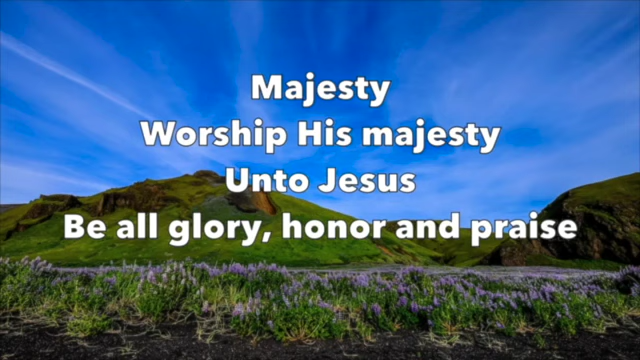 Majesty
Worship His majesty
Unto Jesus
Be all glory, honor and praise